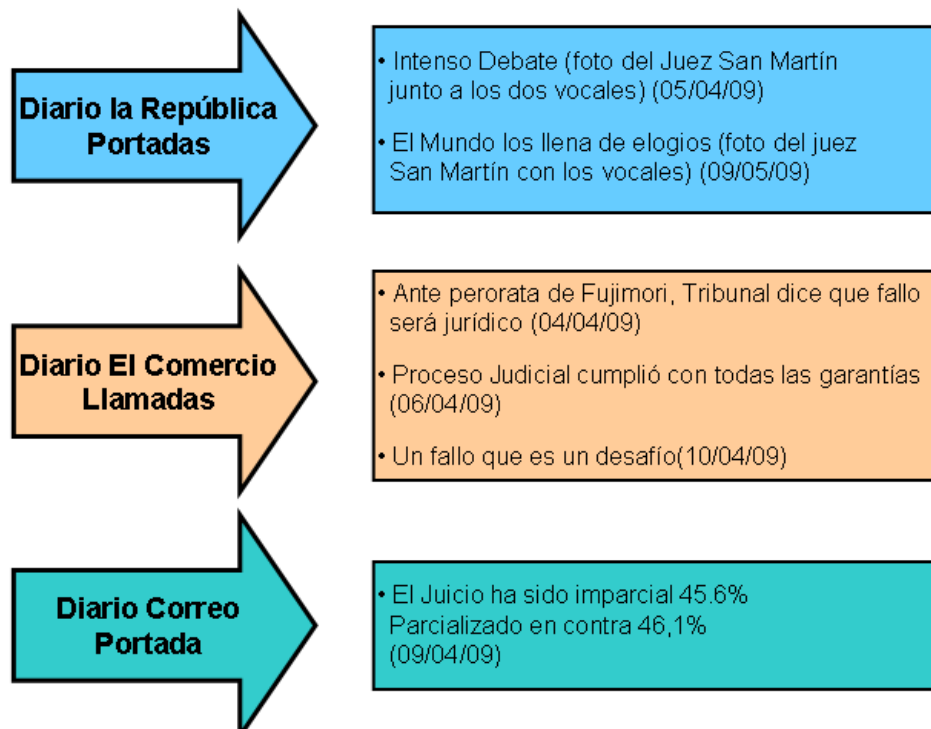 Diario la República
Portadas
• Intenso Debate (foto del Juez San Martín
junto a los dos vocales) (05/04/09)
• El Mundo los llena de elogios (foto del juez
San Martín con los vocales) (09/05/09)
Diario El Comercio
Llamadas
• Ante perorata de Fujimori, Tribunal dice que fallo
será jurídico (04/04/09)
• Proceso Judicial cumplió con todas las garantías
(06/04/09)
• Un fallo que es un desafío(10/04/09)
Diario Correo
Portada
• El Juicio ha sido imparcial 45.6%
Parcializado en contra 46,1%
(09/04/09)